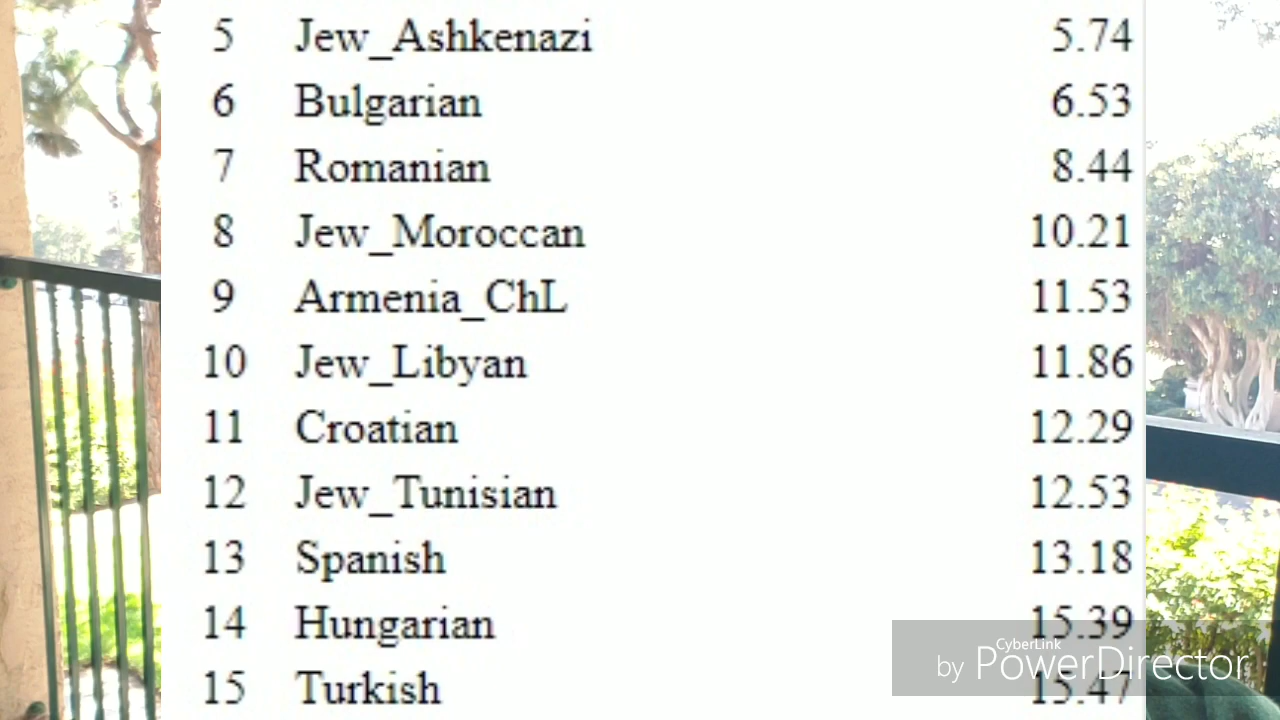 5 Jew_Ashkenazi 5.74
6 Bulgarian 6.53
7 Romanian 8.44
8 Jew_Moroccan 10.21
9 Armenia_ChL 11.53
10 Jew_Libyan 11.86
11 Croatian 12.29
12 Jew_Tunisian 12.53
13 Spanish 13.18
14 Hungarian 15.39
15 Turkish 15.47
CyberLink
by PowerDirector